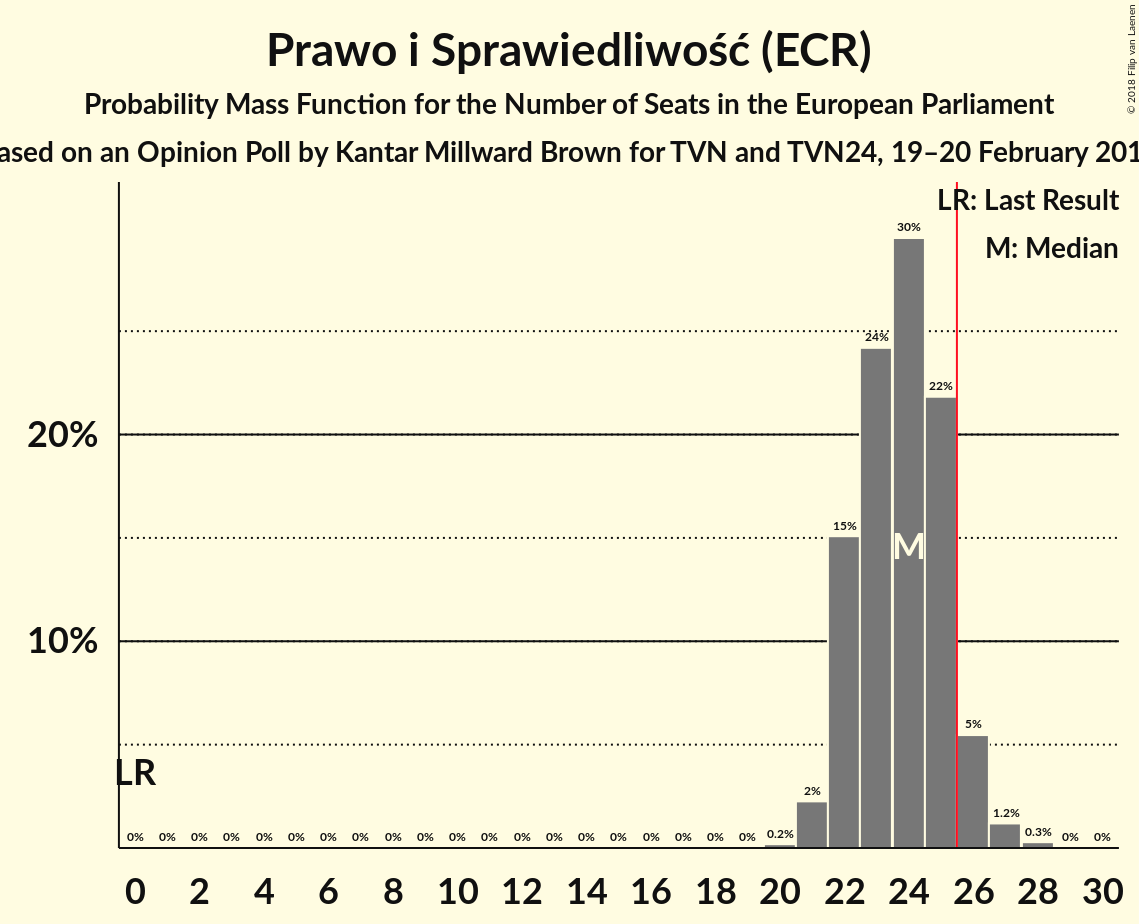 © 2018 Filip van Laenen
Prawo i Sprawiedliwość (ECR)
Probability Mass Function for the Number of Seats in the European Parliament
ased on an Opinion Poll by Kantar Millward Brown for TVN and TVN24, 19–20 February 201
LR: Last Result
M: Median
30%
24%
22%
20%
15%
M
10%
5%
LR
2%
1.2%
0% 0% 0% 0% 0% 0% 0% 0% 0% 0% 0% 0% 0% 0% 0% 0% 0% 0% 0% 0% 0.2% 0.3% 0% 0%
0 2 4 6 8 10 12 14 16 18 20 22 24 26 28 30